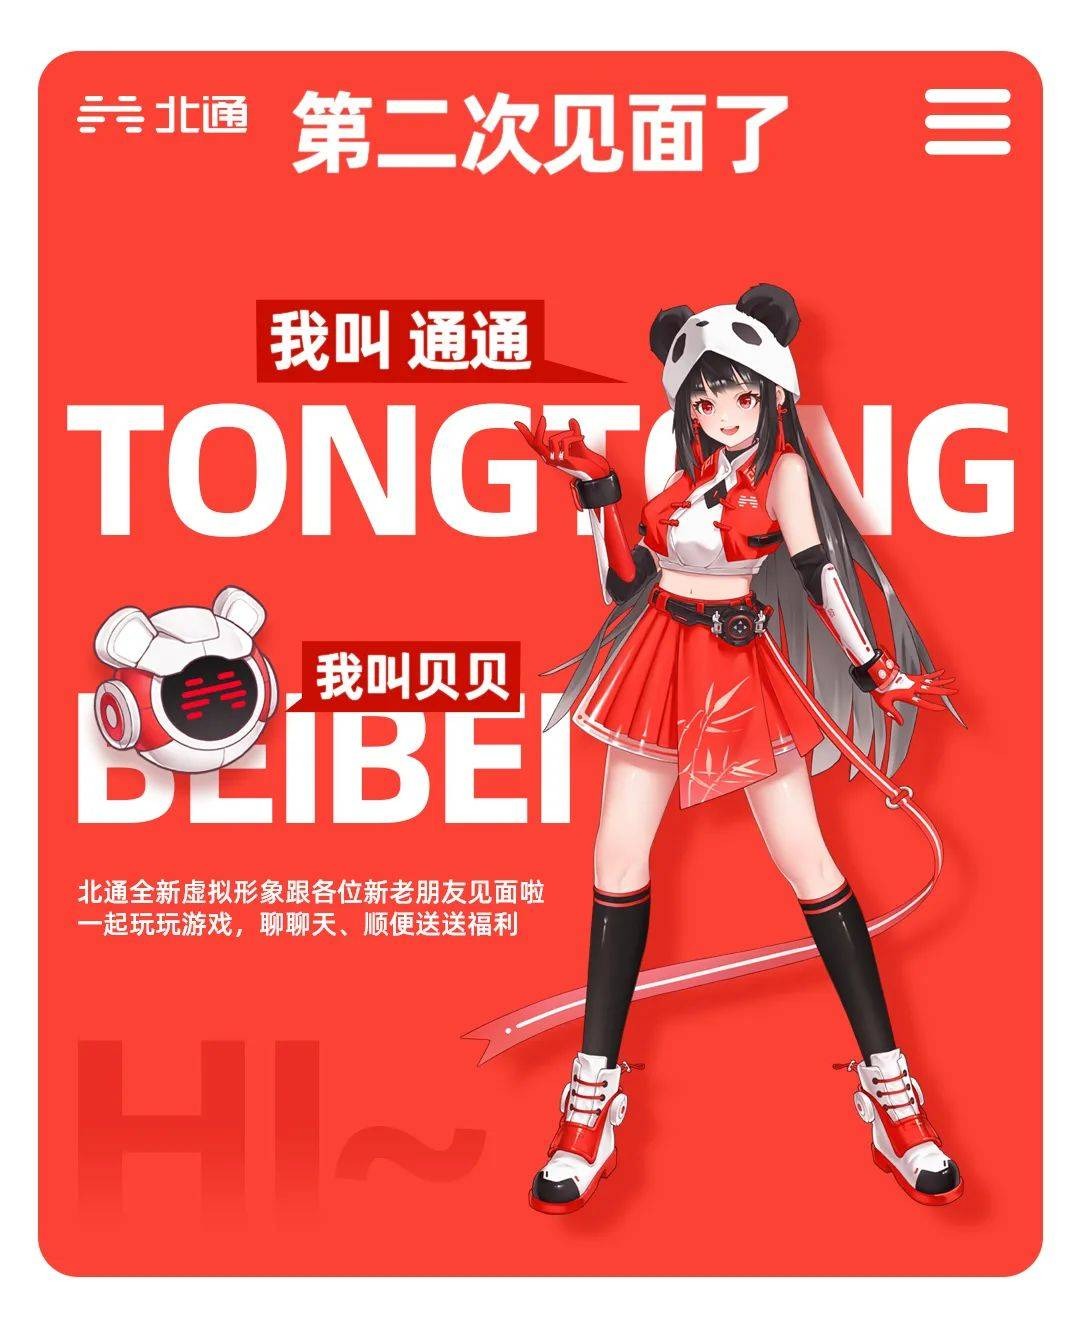 北通
第二次见面了
我叫 通通
TONGTONG
我叫贝贝
BEIBEI
北通全新虚拟形象跟各位新老朋友见面啦
一起玩玩游戏，聊聊天、顺便送送福利
HI~